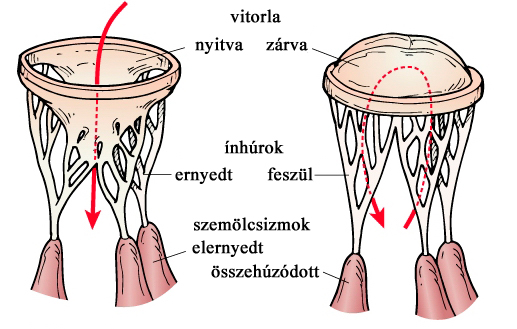 vitorla
nyitva zárva
ínhúrok
ernyedt feszül
szemölcsizmok
elernyedt
összehúzódott